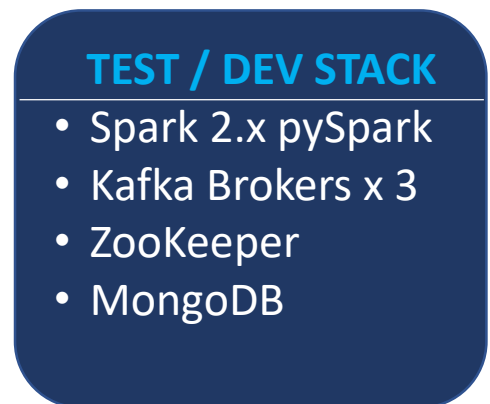 TEST / DEV STACK
• Spark 2.x pySpark
• Kafka Brokers x 3
• ZooKeeper
• MongoDB